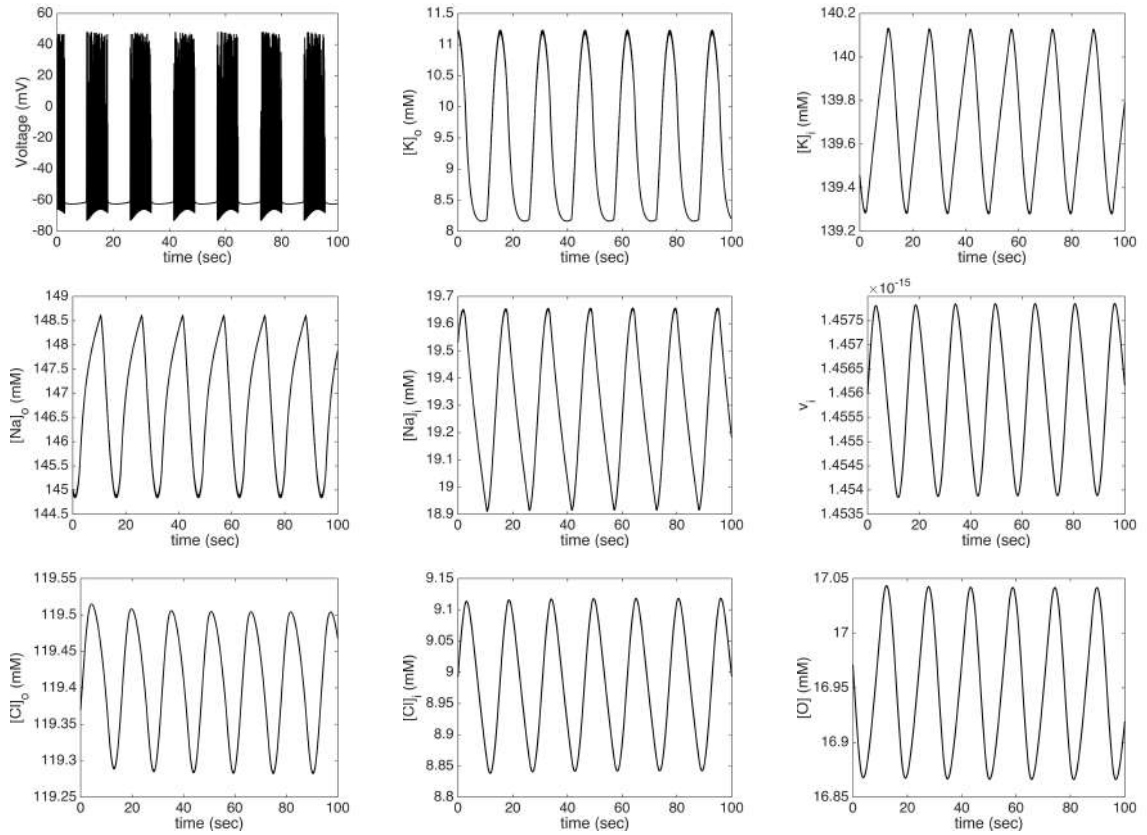 60
40
20
0
-20
-40
-60
-80
Voltage (mV)
0 20 40 60 80 100
time (sec)
12
11.5
11
10.5
10
9.5
9
8.5
8
[K]o (mM)
0 20 40 60 80 100
time (sec)
140.2
140
139.8
139.6
139.4
139.2
[K]i (mM)
0 20 40 60 80 100
time (sec)
149
148.5
148
147.5
147
146.5
146
145.5
145
144.5
[Na]o (mM)
0 20 40 60 80 100
time (sec)
19.7
19.6
19.5
19.4
19.3
19.2
19.1
19
18.9
[Na]i (mM)
0 20 40 60 80 100
time (sec)
×10-15
1.4575
1.457
1.4565
1.456
1.4555
1.455
1.4545
1.454
1.4535
vi
0 20 40 60 80 100
time (sec)
119.55
119.5
119.45
119.4
119.35
119.3
119.25
[Cl]o (mM)
0 20 40 60 80 100
time (sec)
9.15
9.1
9.05
9
8.95
8.9
8.85
8.8
[Cl]i (mM)
0 20 40 60 80 100
time (sec)
17.05
17
16.95
16.9
16.85
[O] (mM)
0 20 40 60 80 100
time (sec)